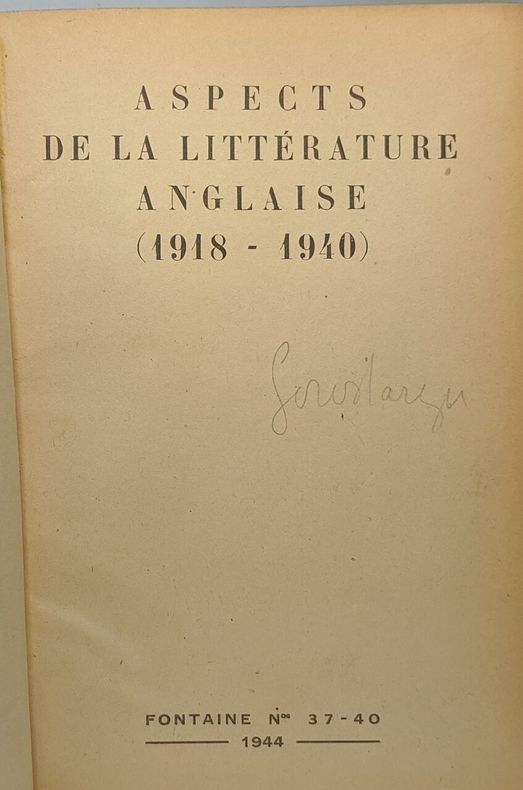 ASPECTS
DE LA LITTÉRATURE
ANGLAISE
(1918 - 1940)
FONTAINE Nos 37-40
1944